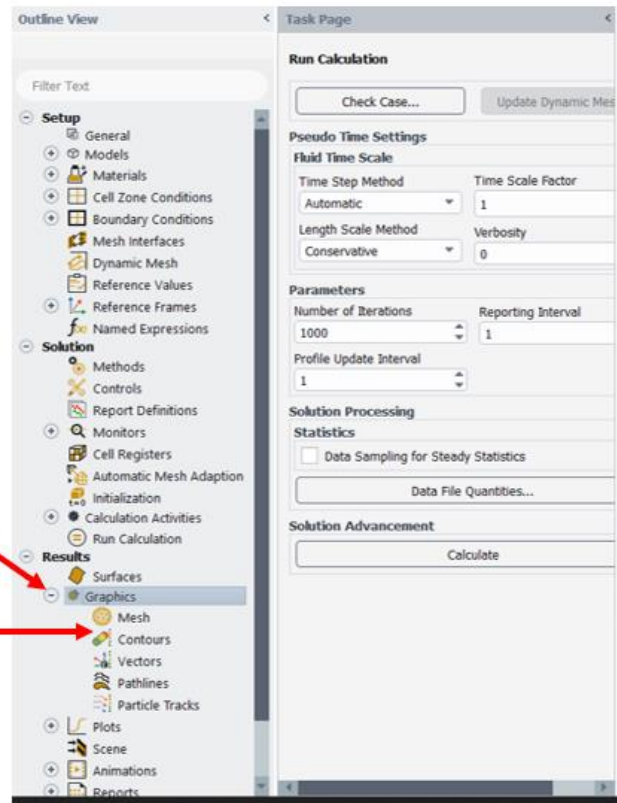 Outline View
Filter Text
Setup
General
Models
Materials
Cell Zone Conditions
Boundary Conditions
Mesh Interfaces
Dynamic Mesh
Reference Values
Reference Frames
Named Expressions
Solution
Methods
Controls
Report Definitions
Monitors
Cell Registers
Automatic Mesh Adaption
Initialization
Calculation Activities
Run Calculation
Results
Surfaces
Graphics
Mesh
Contours
Vectors
Pathlines
Particle Tracks
Plots
Scene
Animations
Reports
Task Page
Run Calculation
Check Case... Update Dynamic Mes
Pseudo Time Settings
Fluid Time Scale
Time Step Method Time Scale Factor
Automatic 1
Length Scale Method Verbosity
Conservative 0
Parameters
Number of Iterations Reporting Interval
1000 1
Profile Update Interval
1
Solution Processing
Statistics
Data Sampling for Steady Statistics
Data File Quantities...
Solution Advancement
Calculate